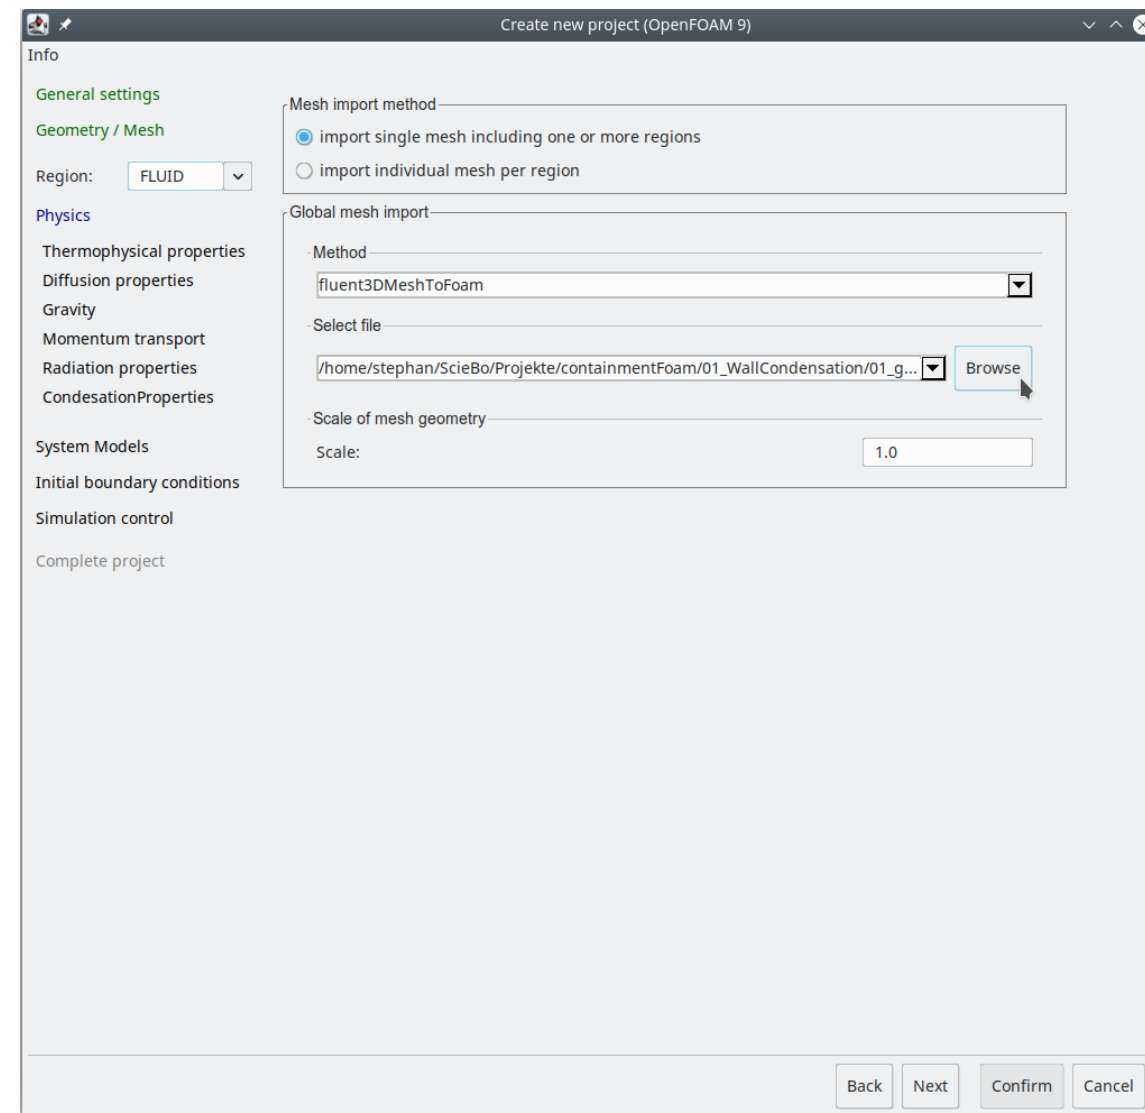 Create new project (OpenFOAM 9)
Info
General settings
Geometry / Mesh
Region: FLUID
Physics
Thermophysical properties
Diffusion properties
Gravity
Momentum transport
Radiation properties
CondesationProperties
System Models
Initial boundary conditions
Simulation control
Complete project
Mesh import method
import single mesh including one or more regions
import individual mesh per region
Global mesh import
Method
fluent3DMeshToFoam
Select file
/home/stephan/ScieBo/Projekte/containmentFoam/01_WallCondensation/01_g... Browse
Scale of mesh geometry
Scale: 1.0
Back Next Confirm Cancel